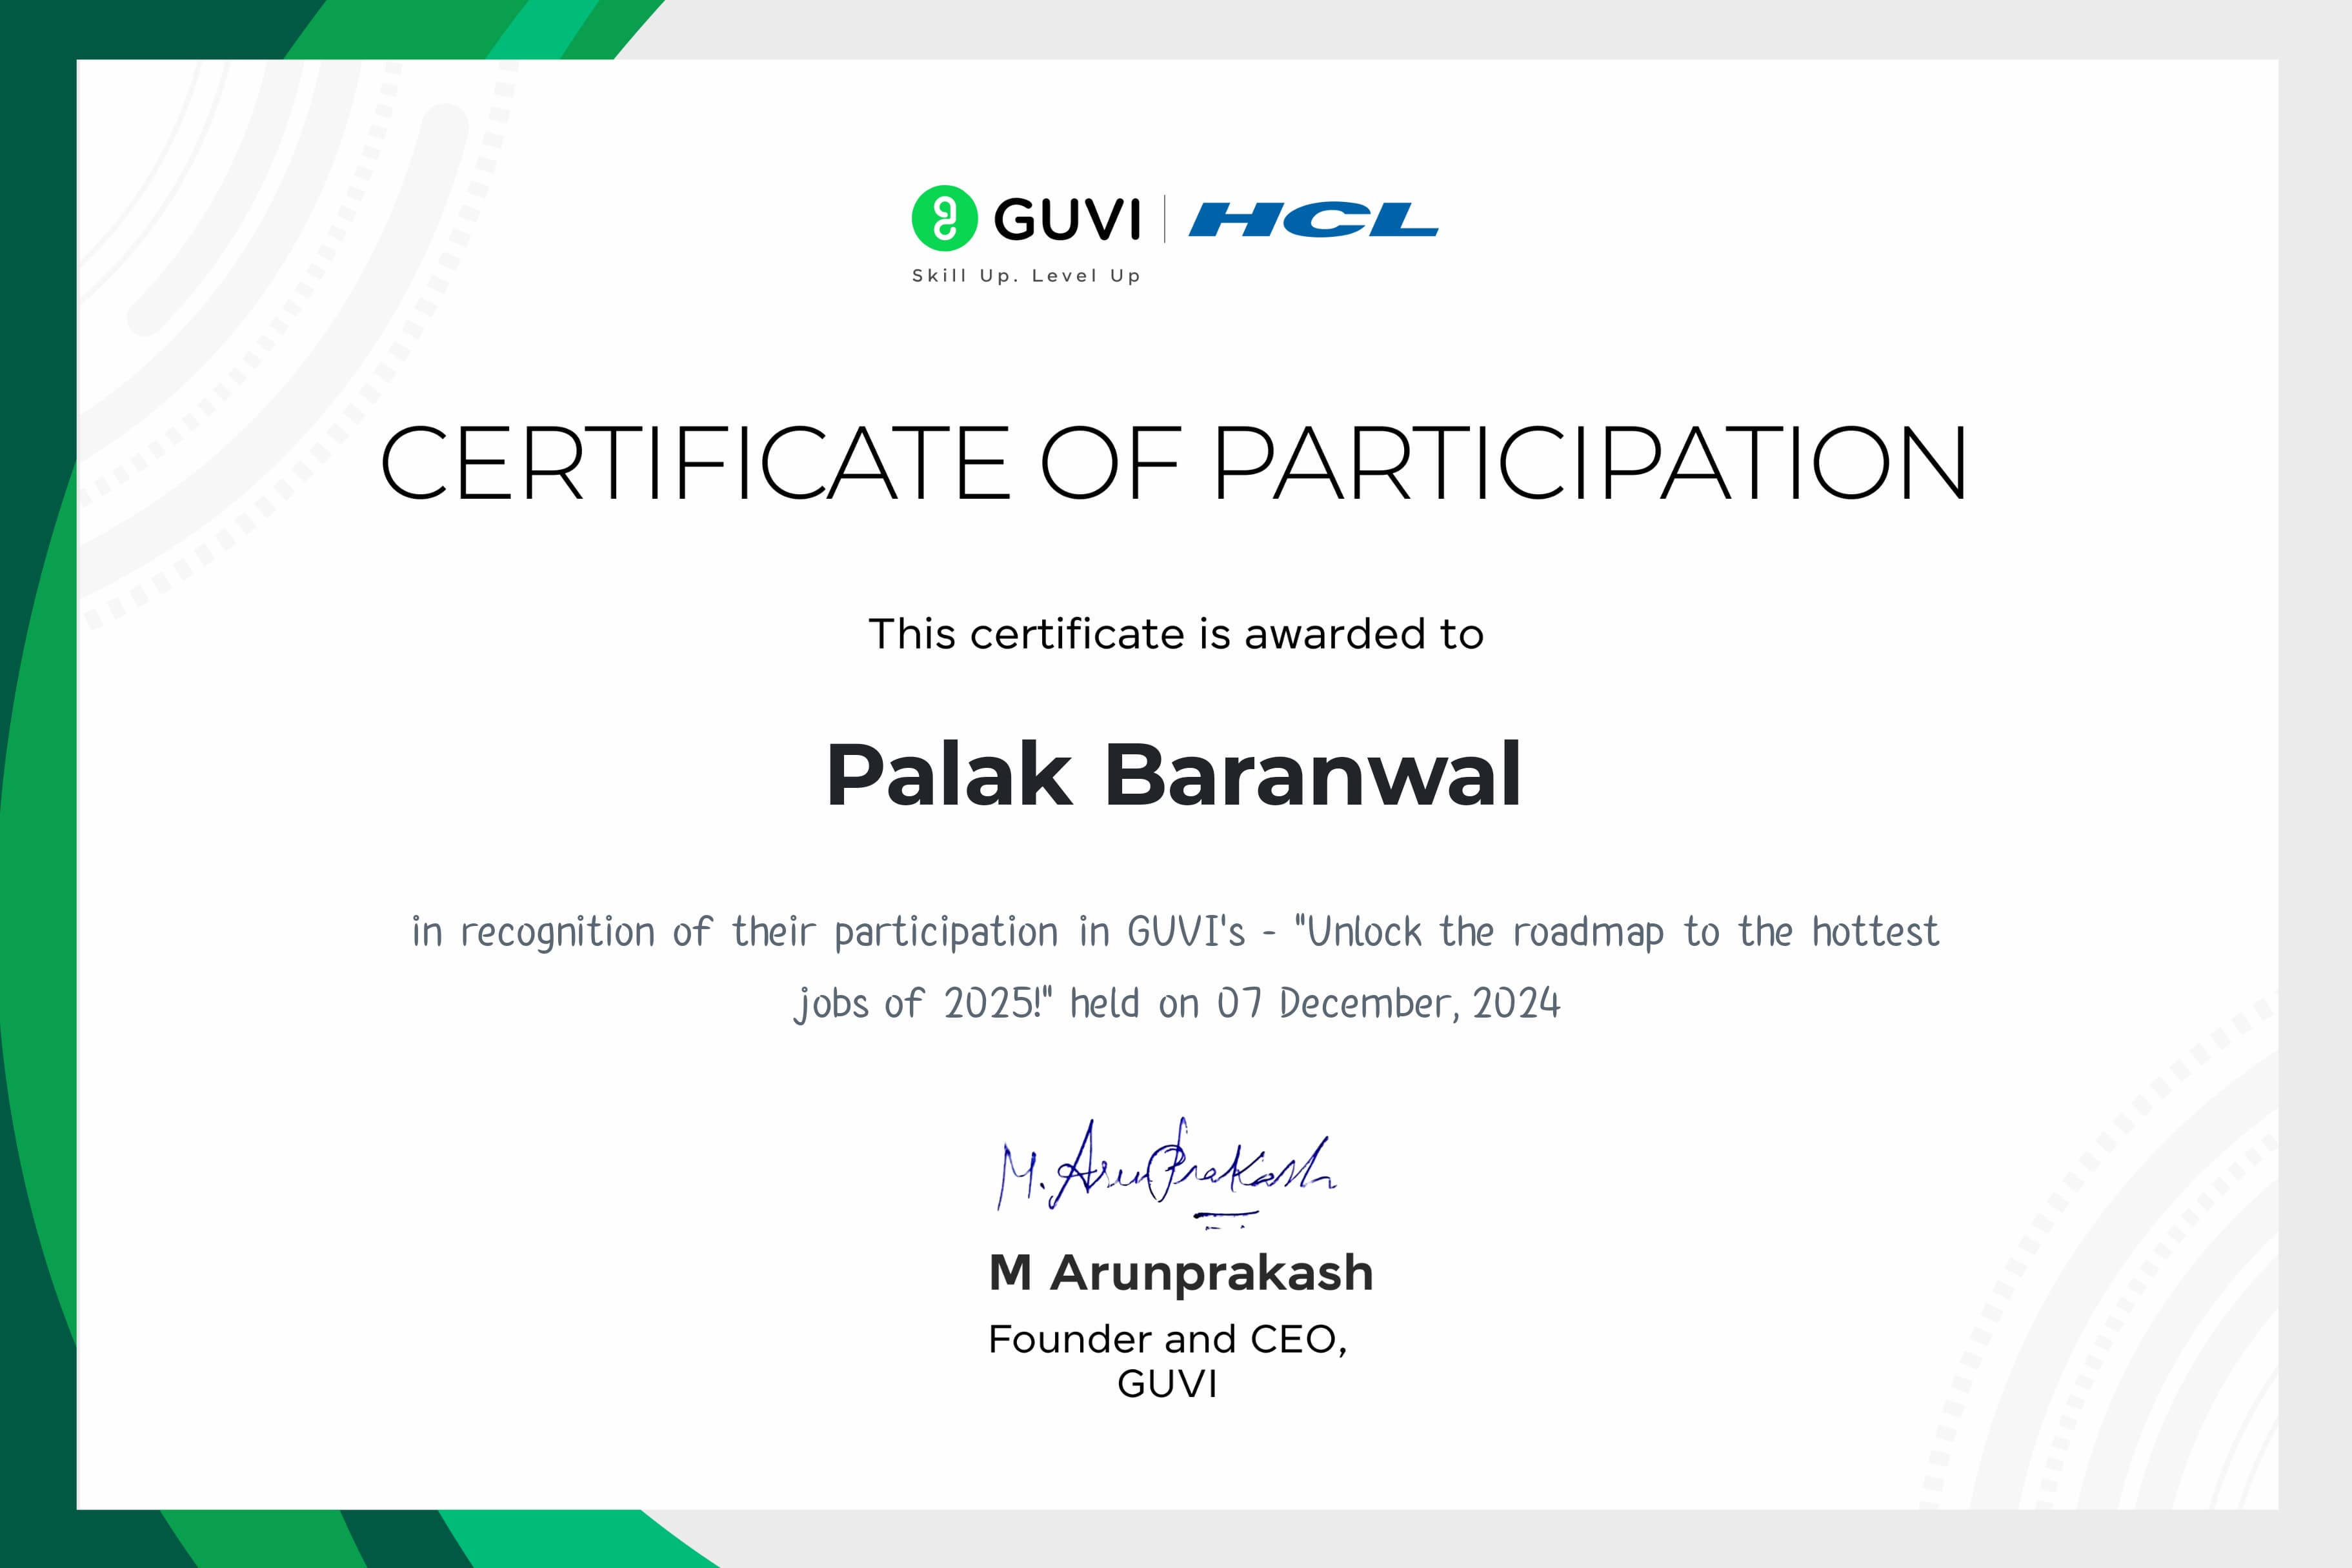 GUVI | HCL
Skill Up. Level Up
CERTIFICATE OF PARTICIPATION
This certificate is awarded to
Palak Baranwal
in recognition of their participation in GUVI's - "Unlock the roadmap to the hottest
jobs of 2025!" held on 07 December, 2024
M. ArunPrakash
M Arunprakash
Founder and CEO,
GUVI